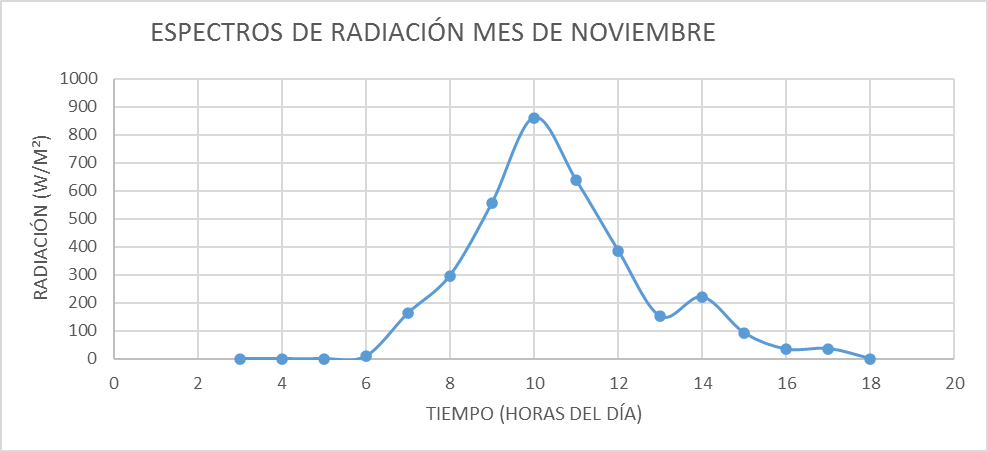 ESPECTROS DE RADIACIÓN MES DE NOVIEMBRE
1000
900
800
700
600
500
400
300
200
100
0
RADIACIÓN (W/M²)
0 2 4 6 8 10 12 14 16 18 20
TIEMPO (HORAS DEL DÍA)